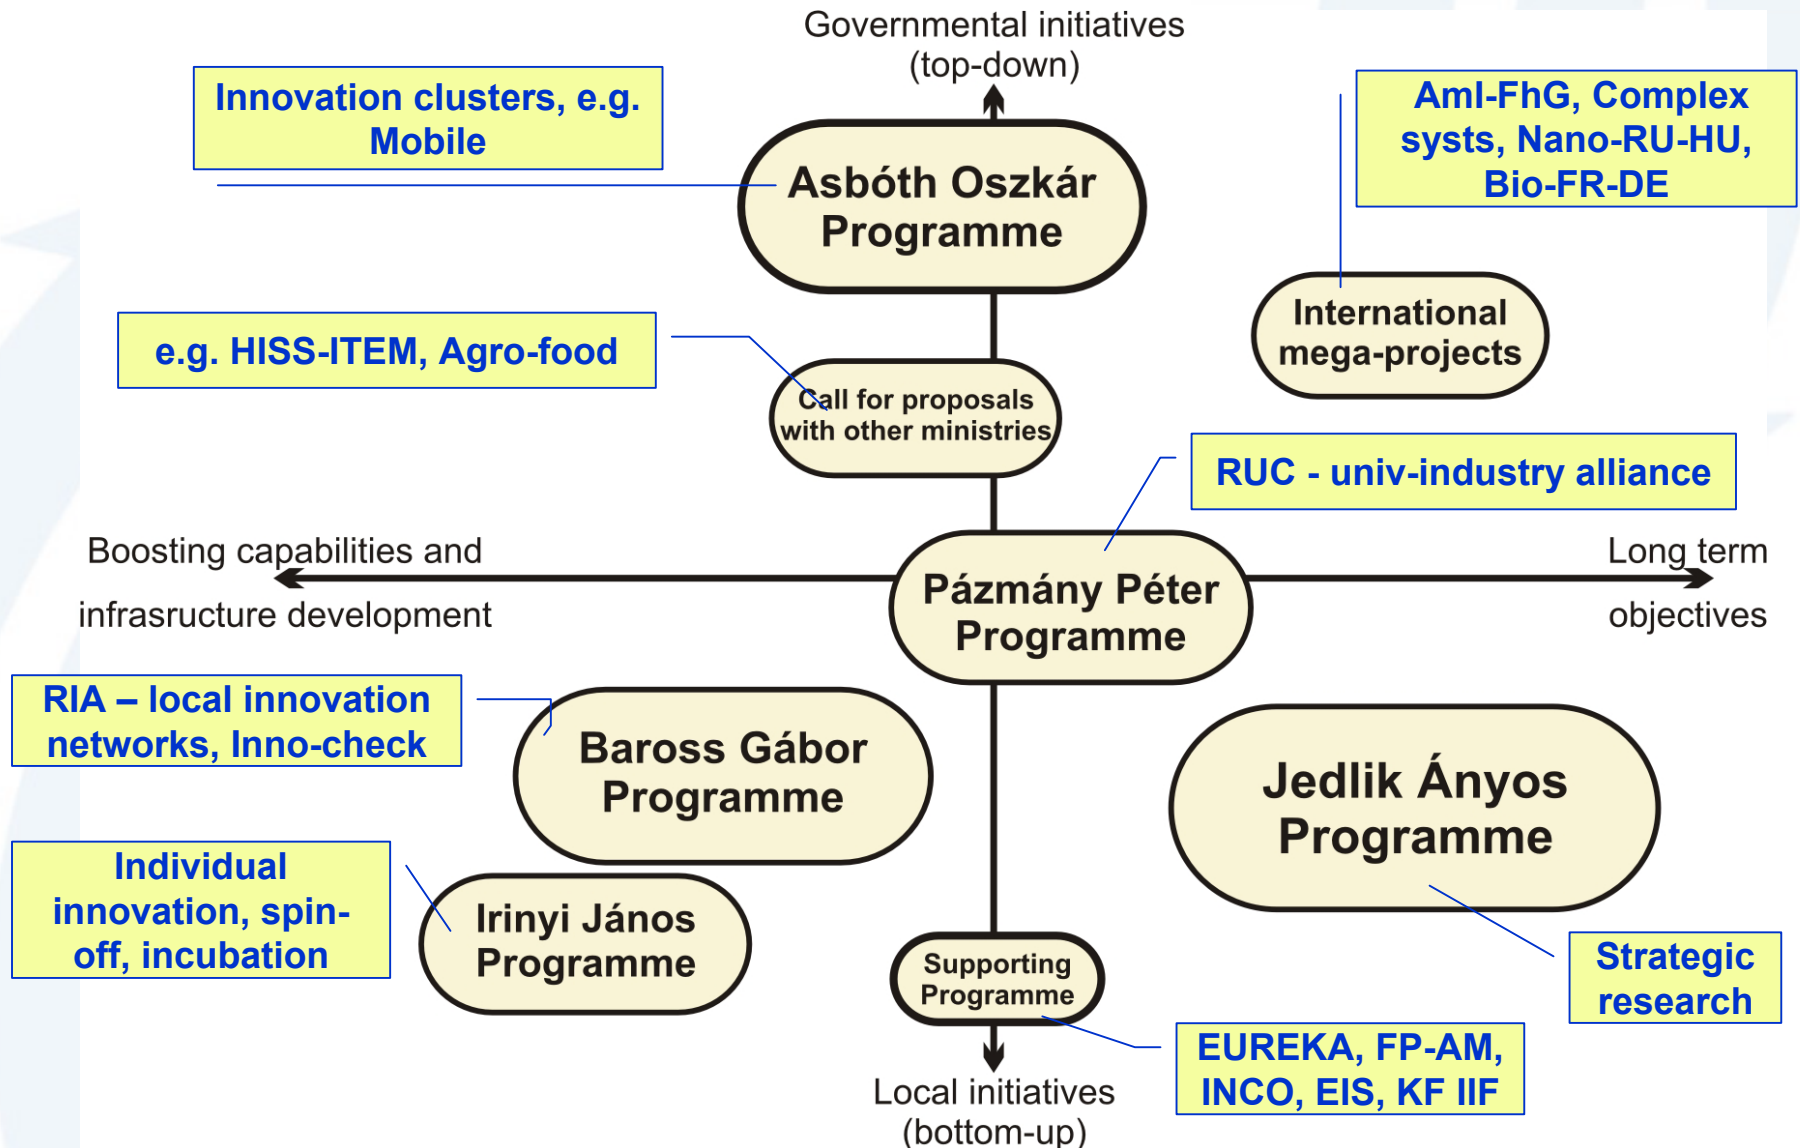 Governmental initiatives
(top-down)
Innovation clusters, e.g.
Mobile
AmI-FhG, Complex
systs, Nano-RU-HU,
Bio-FR-DE
Asbóth Oszkár
Programme
International
mega-projects
e.g. HISS-ITEM, Agro-food
Call for proposals
with other ministries
RUC - univ-industry alliance
Boosting capabilities and
infrasructure development
Pázmány Péter
Programme
Long term
objectives
RIA – local innovation
networks, Inno-check
Baross Gábor
Programme
Jedlik Ányos
Programme
Individual
innovation, spin-
off, incubation
Irinyi János
Programme
Supporting
Programme
Strategic
research
EUREKA, FP-AM,
INCO, EIS, KF IIF
Local initiatives
(bottom-up)